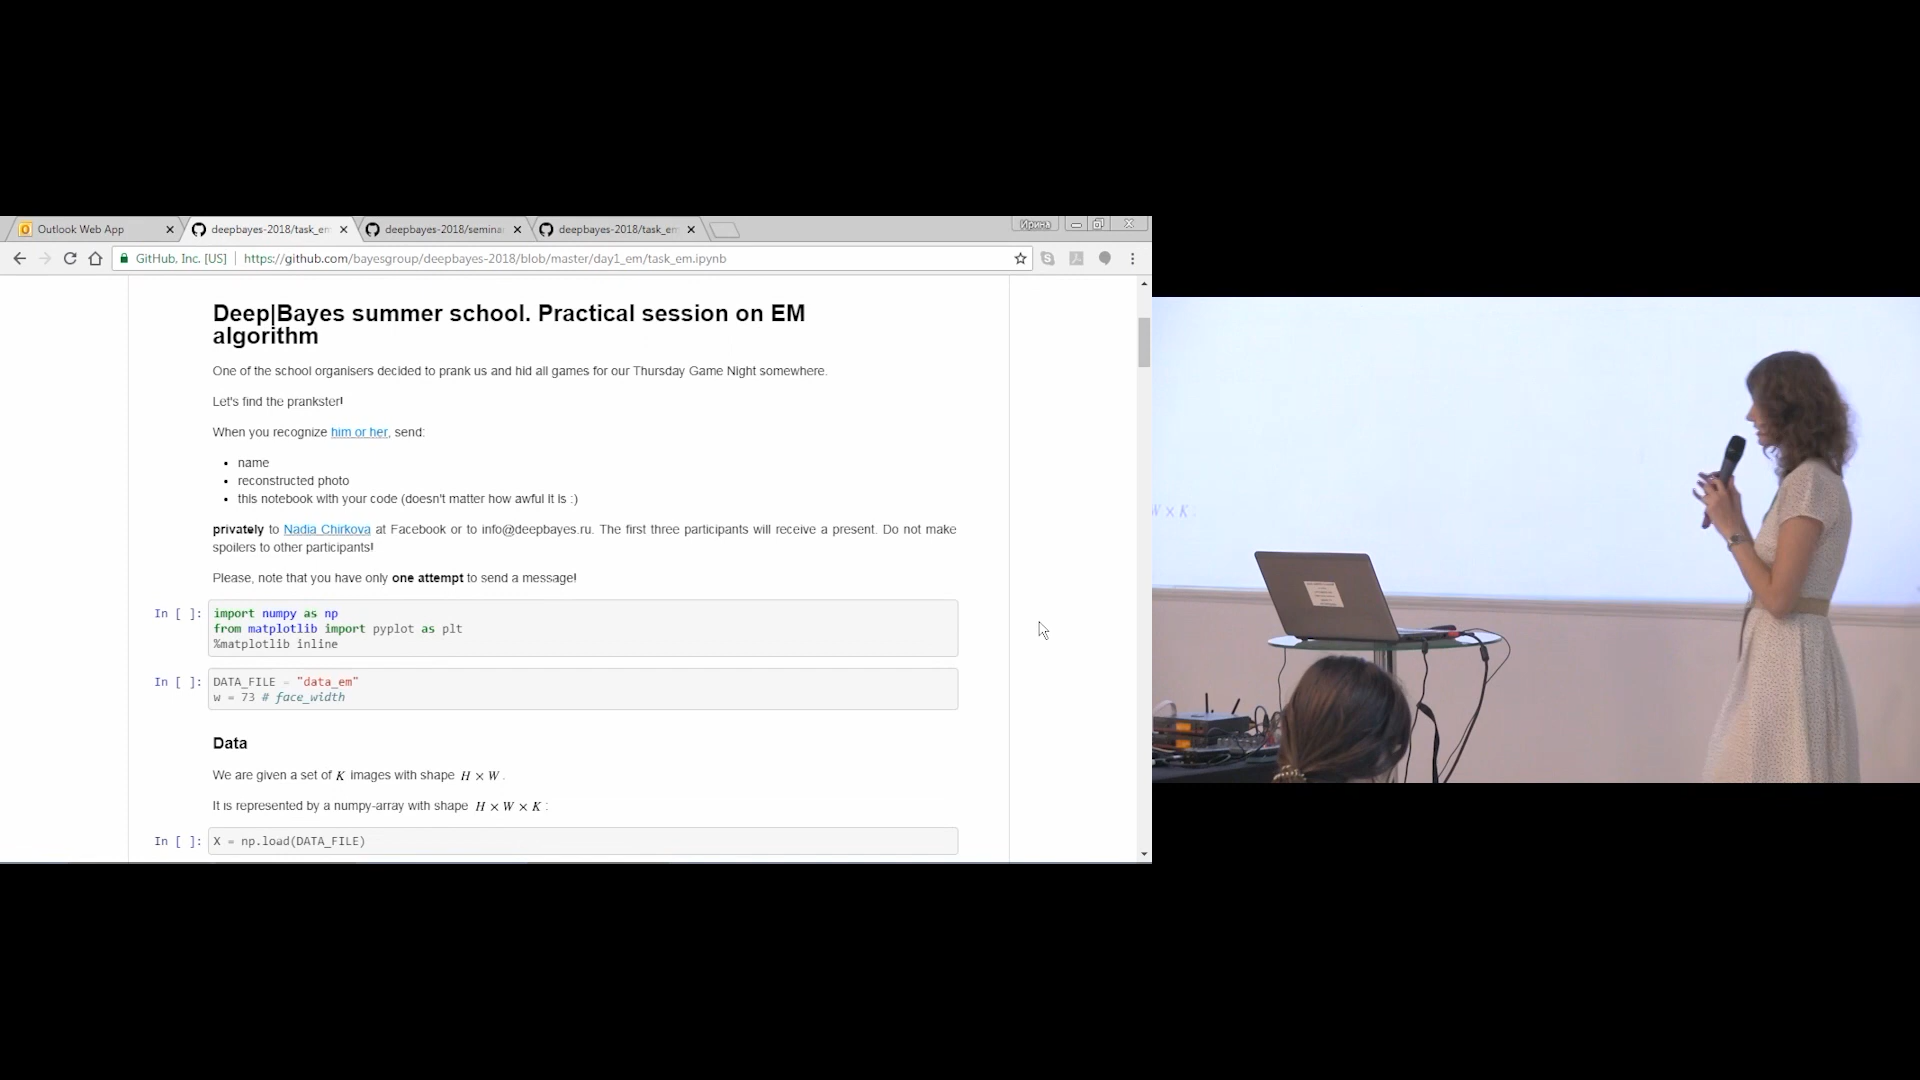 Outlook Web App
deepbayes-2018/task_em
deepbayes-2018/semina
deepbayes-2018/task_em
Ирина
GitHub, Inc. [US]
https://github.com/bayesgroup/deepbayes-2018/blob/master/day1_em/task_em.ipynb
Deep|Bayes summer school. Practical session on EM
algorithm
One of the school organisers decided to prank us and hid all games for our Thursday Game Night somewhere.
Let's find the prankster!
When you recognize him or her, send:
• name
• reconstructed photo
• this notebook with your code (doesn't matter how awful it is :)
privately to Nadia Chirkova at Facebook or to info@deepbayes.ru. The first three participants will receive a present. Do not make
spoilers to other participants!
Please, note that you have only one attempt to send a message!
In [ ]: import numpy as np
from matplotlib import pyplot as plt
%matplotlib inline
In [ ]: DATA_FILE = "data_em"
w = 73 # face_width
Data
We are given a set of K images with shape H × W.
It is represented by a numpy-array with shape H × W × K:
In [ ]: X = np.load(DATA_FILE)
W × K.